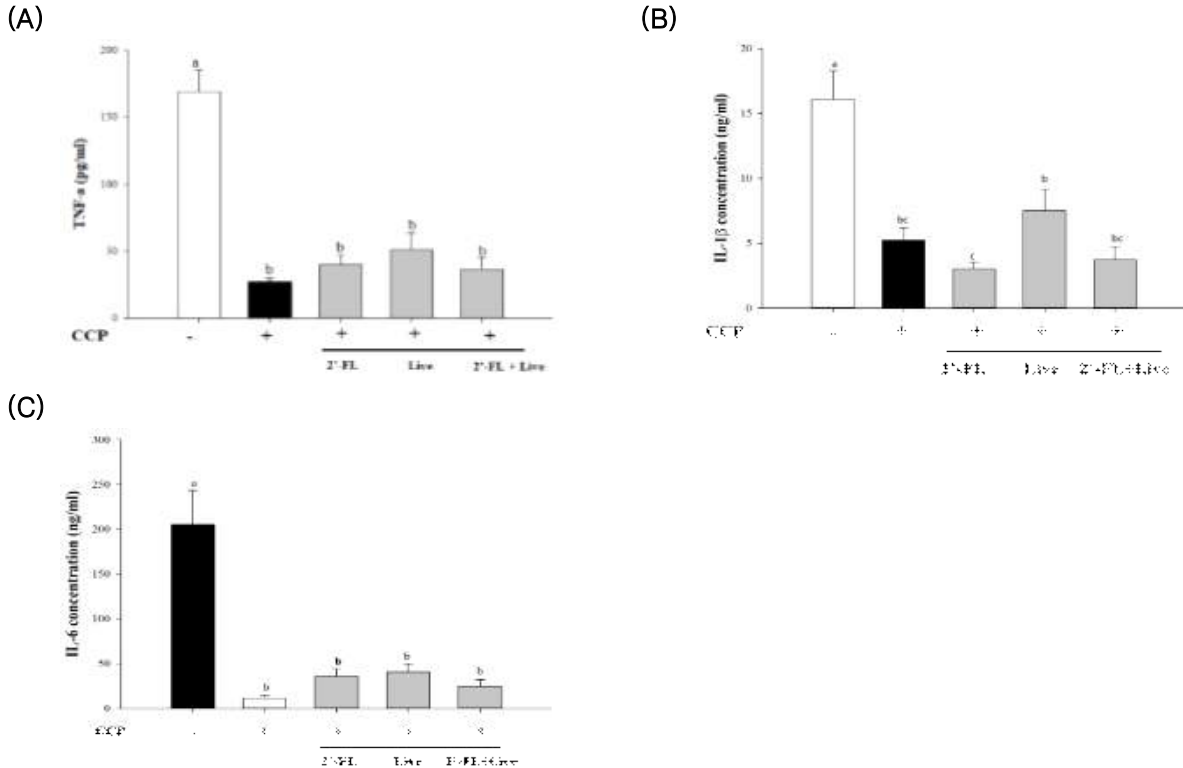 (A)
200
a
150
100
50
0
TNF-a (pg/ml)
b
b
b
b
CCP
-
+
+
+
+
2'-FL
Live
2'-FL + Live
(B)
20
a
15
10
5
0
IL-1β concentration (ng/ml)
bc
c
bc
-
+
+
+
+
Live
(C)
300
250
200
150
100
50
0
IL-6 concentration (ng/ml)
b
b
b
b